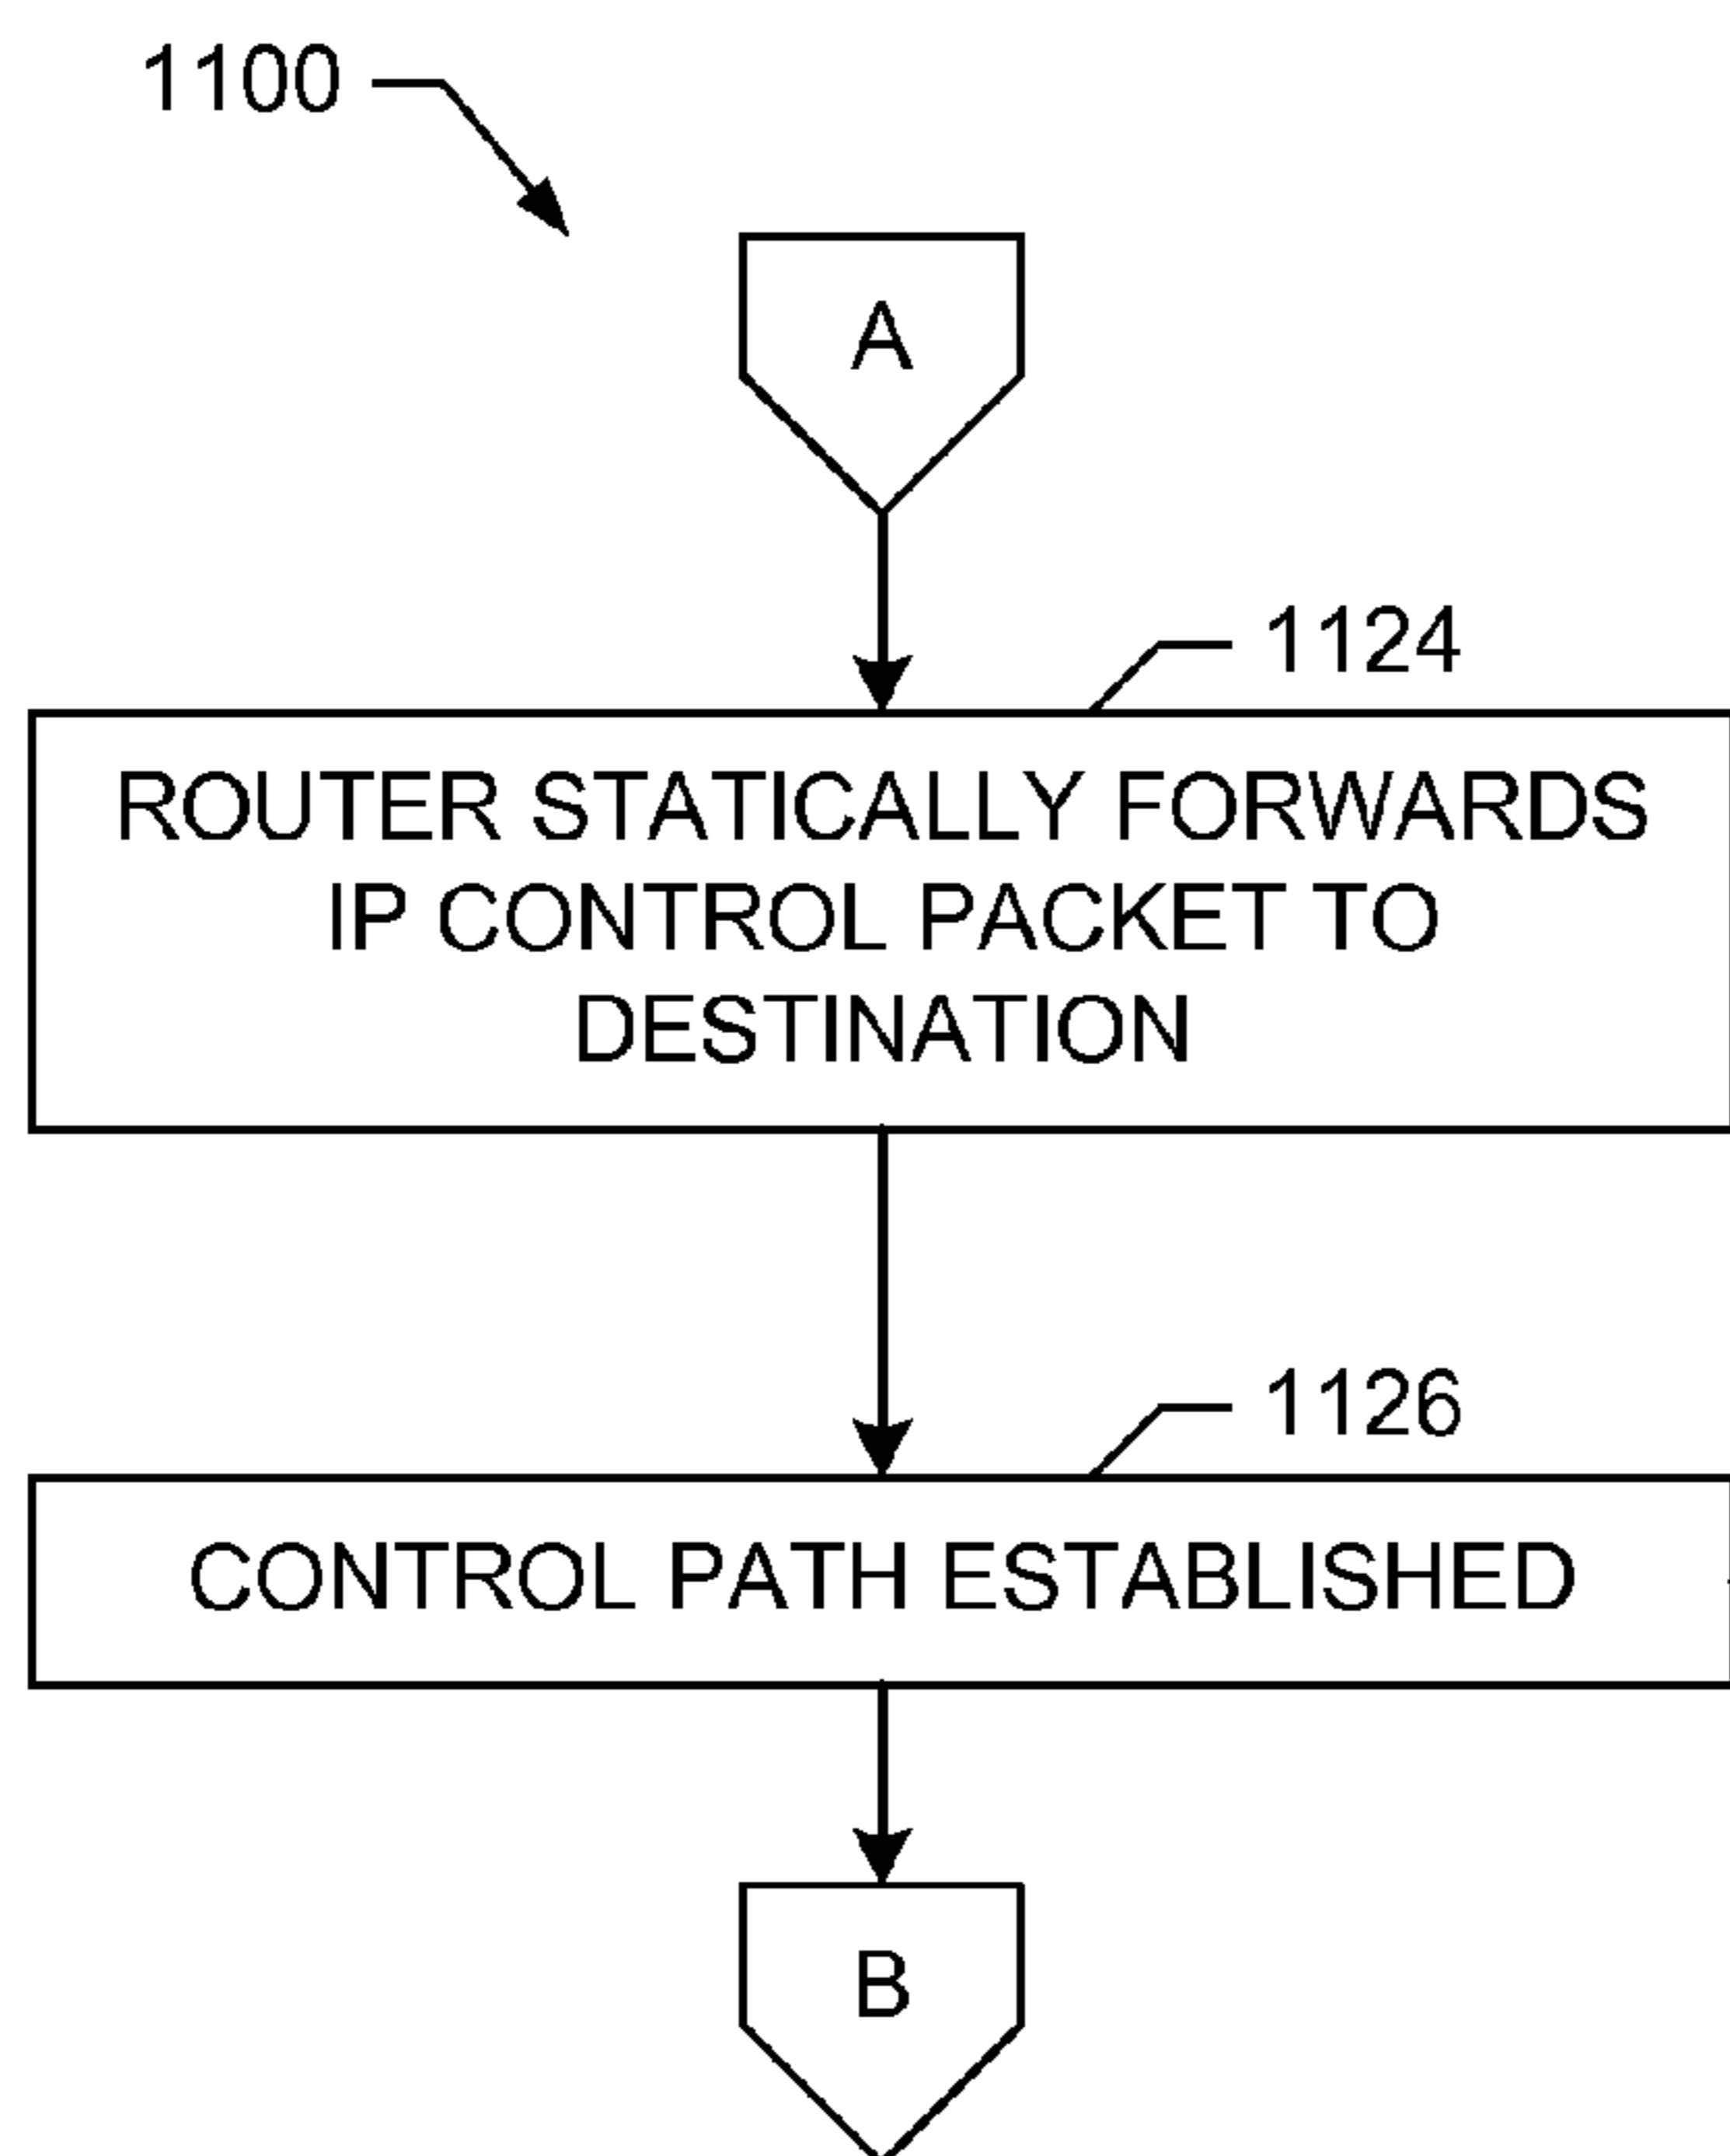 1100
A
1124
ROUTER STATICALLY FORWARDS
IP CONTROL PACKET TO
DESTINATION
1126
CONTROL PATH ESTABLISHED
B